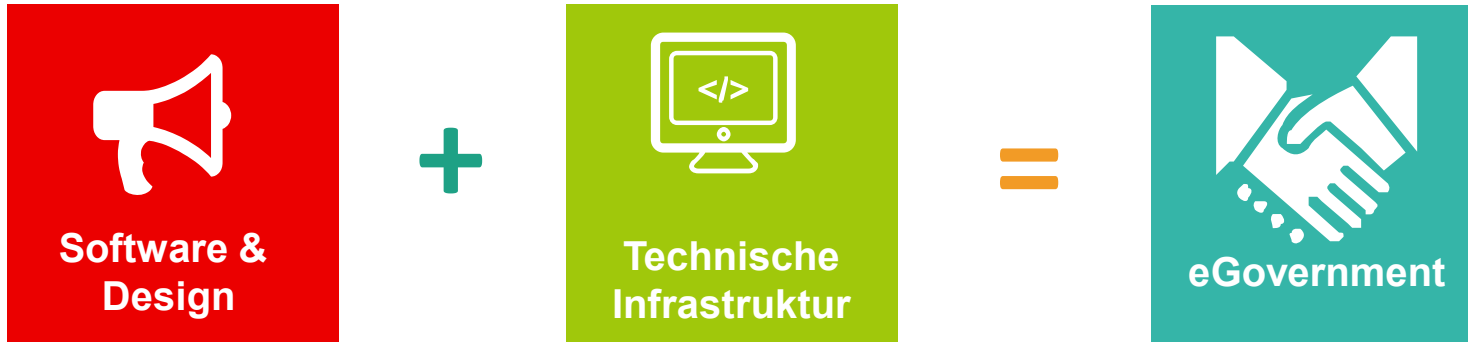 </>
Software &
Design
+
Technische
Infrastruktur
=
eGovernment